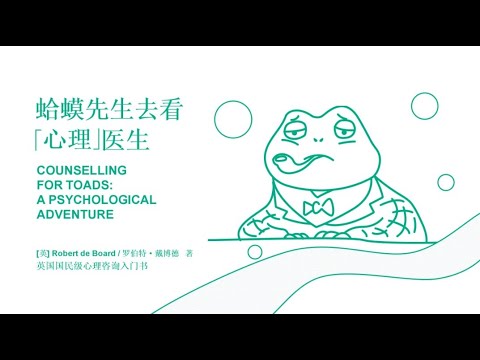 蛤蟆先生去看
「心理」医生
COUNSELLING
FOR TOADS:
A PSYCHOLOGICAL
ADVENTURE
[英] Robert de Board / 罗伯特·戴博德 著
英国国民级心理咨询入门书